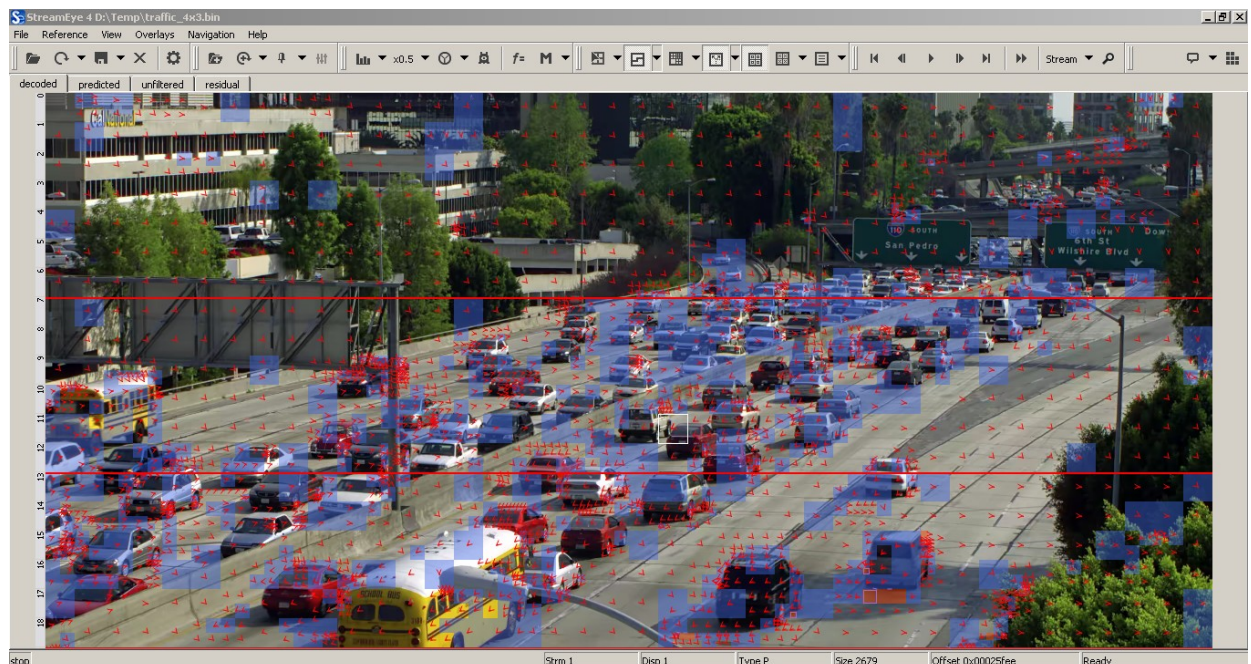 StreamEye 4 D:\Temp\traffic_4x3.bin
File Reference View Overlays Navigation Help
x0.5 f= M Stream
decoded predicted unfiltered residual
0
1
2
3
4
5
6
7
8
9
10
11
12
13
14
15
16
17
18
110 SOUTH
San Pedro
SOUTH
6th St
Wilshire Blvd
Dow
SCHOOL BUS
stop Strm 1 Disp 1 Type P Size 2679 Offset 0x00025fee Ready